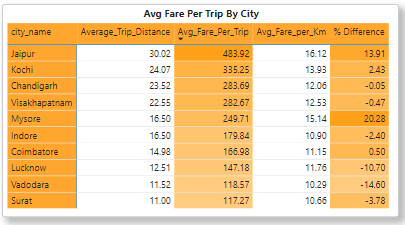 Avg Fare Per Trip By City
city_name Average_Trip_Distance Avg_Fare_Per_Trip Avg_Fare_per_Km % Difference
Jaipur 30.02 483.92 16.12 13.91
Kochi 24.07 335.25 13.93 2.43
Chandigarh 23.52 283.69 12.06 -0.05
Visakhapatnam 22.55 282.67 12.53 -0.47
Mysore 16.50 249.71 15.14 20.28
Indore 16.50 179.84 10.90 -2.40
Coimbatore 14.98 166.98 11.15 0.50
Lucknow 12.51 147.18 11.76 -10.70
Vadodara 11.52 118.57 10.29 -14.60
Surat 11.00 117.27 10.66 -3.78